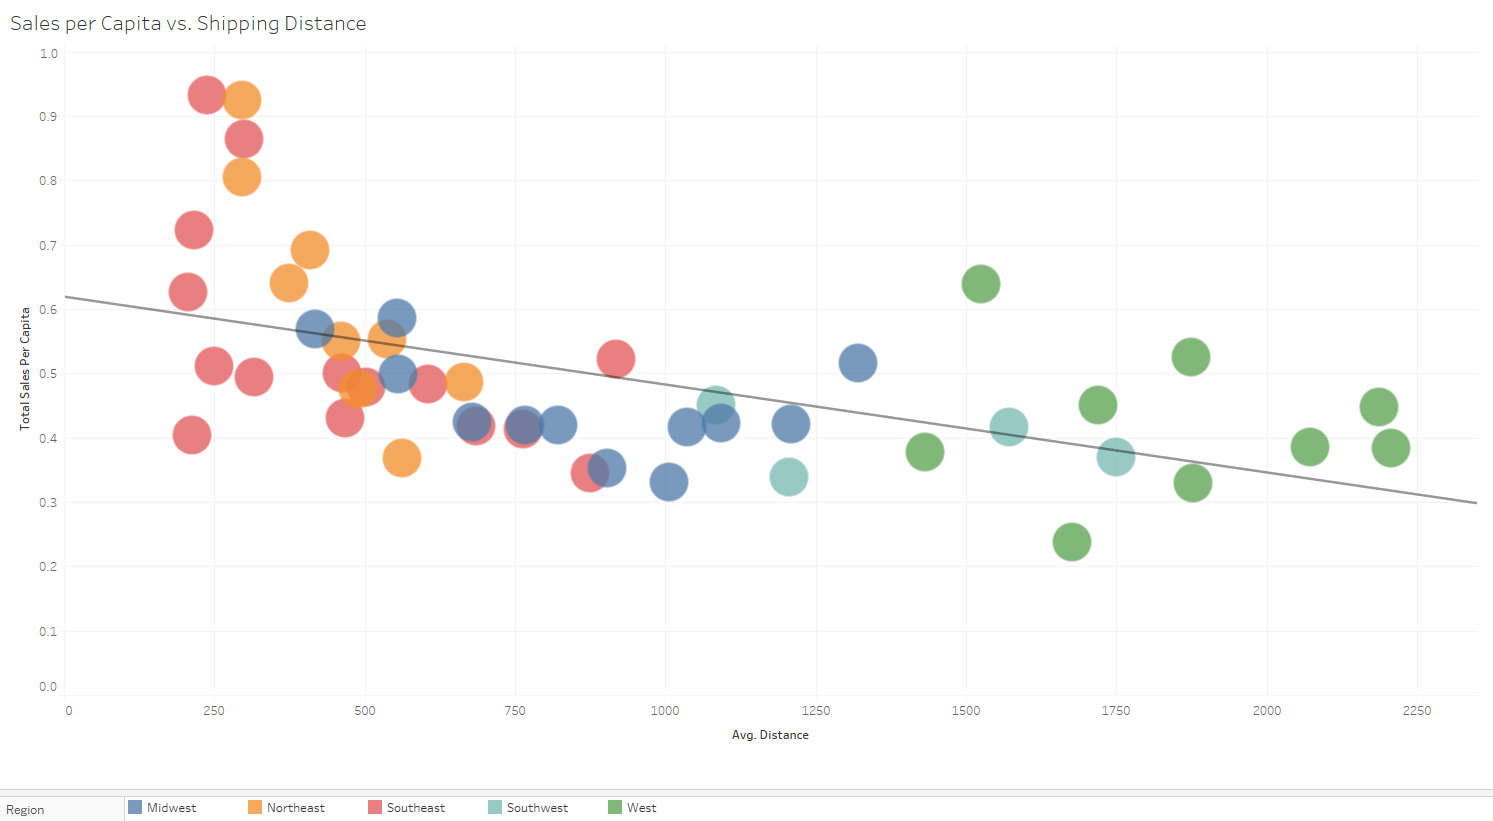 Sales per Capita vs. Shipping Distance
1.0
0.9
0.8
0.7
0.6
0.5
0.4
0.3
0.2
0.1
0.0
Total Sales Per Capita
0 250 500 750 1000 1250 1500 1750 2000 2250
Avg. Distance
Region Midwest Northeast Southeast Southwest West